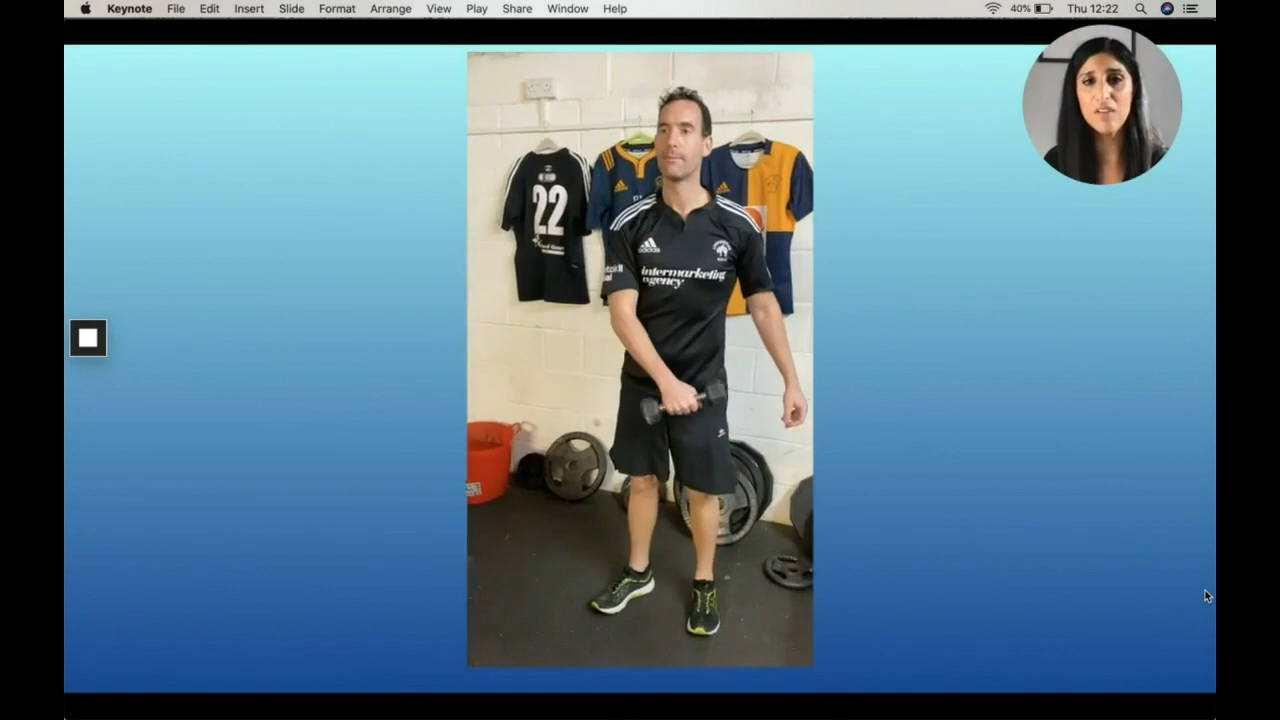 Keynote File Edit Insert Slide Format Arrange View Play Share Window Help 40% Thu 12:22
22
adidas
intermarketing
agency